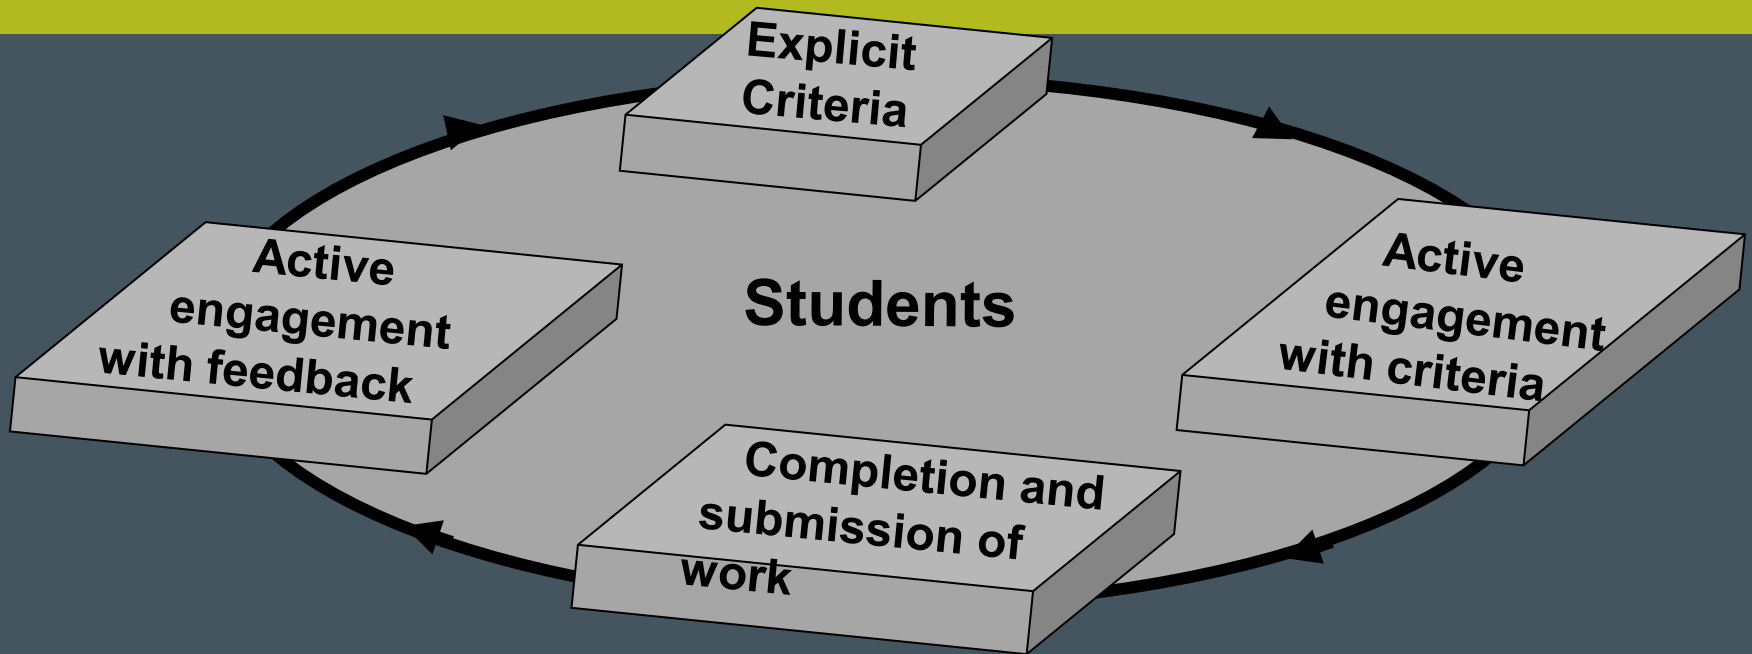 Explicit
Criteria
Active
engagement
with feedback
Students
Active
engagement
with criteria
Completion and
submission of
work